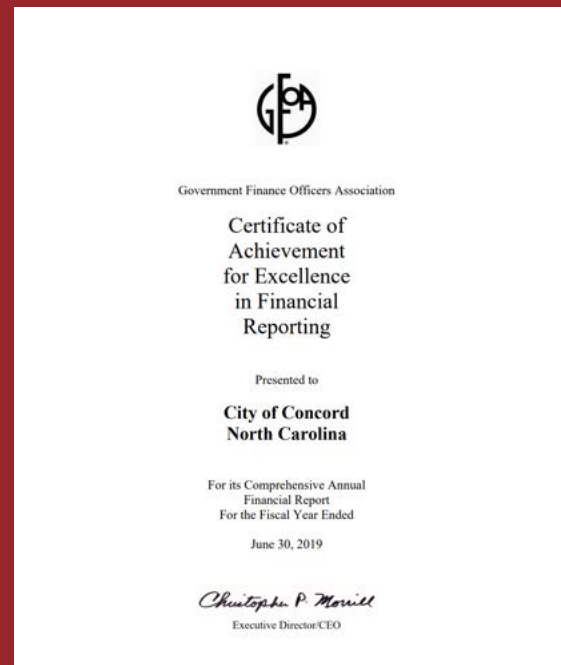 GFOA
Government Finance Officers Association
Certificate of
Achievement
for Excellence
in Financial
Reporting
Presented to
City of Concord
North Carolina
For its Comprehensive Annual
Financial Report
For the Fiscal Year Ended
June 30, 2019
Christopher P. Morrill
Executive Director/CEO